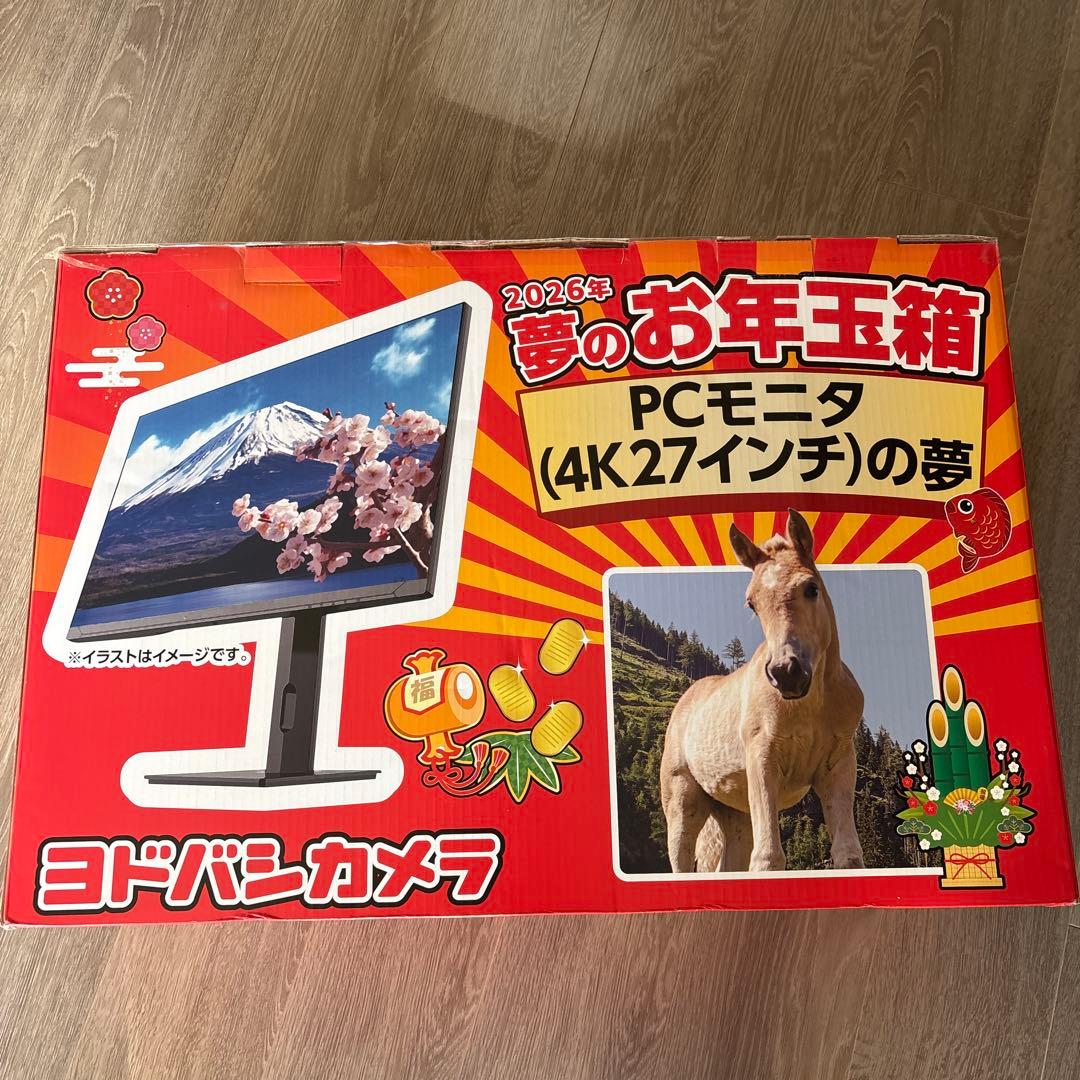 2026年
夢のお年玉箱
PCモニタ
(4K27インチ)の夢
※イラストはイメージです。
福
ヨドバシカメラ